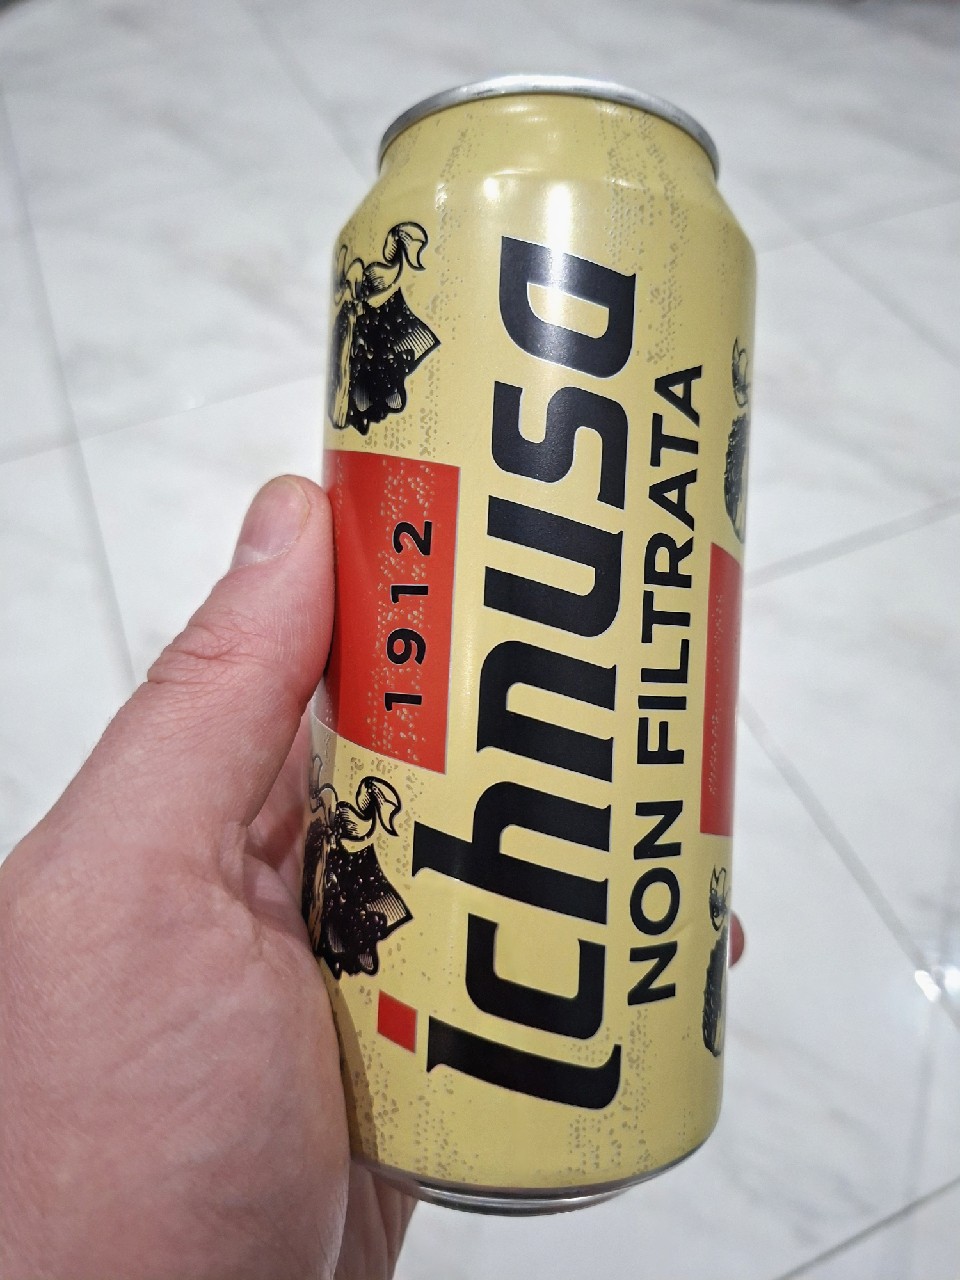 1912
ichnusa
NON FILTRATA